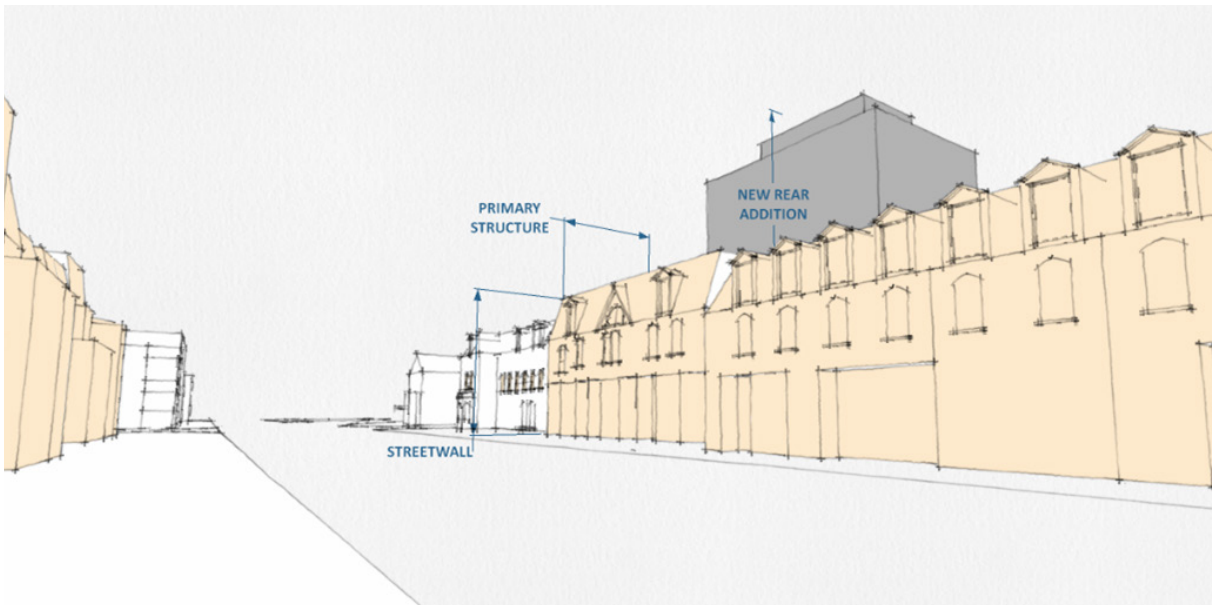 PRIMARY
STRUCTURE
NEW REAR
ADDITION
STREETWALL